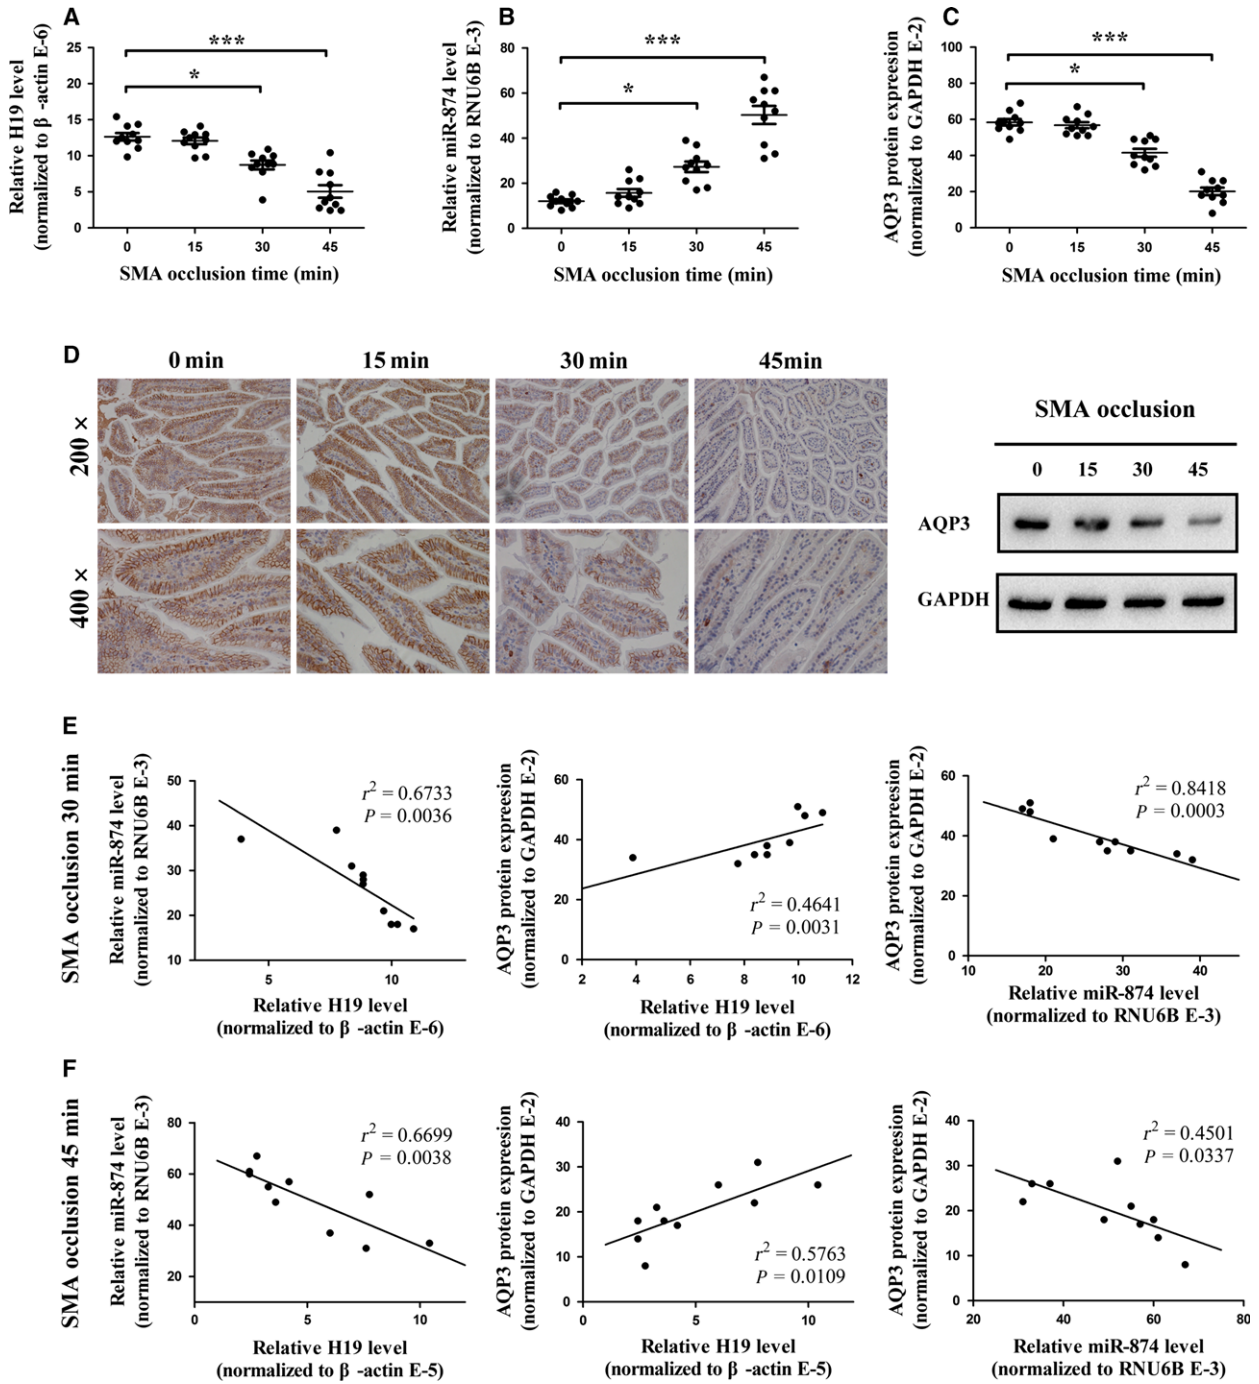 A
Relative H19 level
(normalized to β -actin E-6)
25
20
15
10
5
0
***
*
0 15 30 45
SMA occlusion time (min)
B
Relative miR-874 level
(normalized to RNU6B E-3)
80
60
40
20
0
***
*
0 15 30 45
SMA occlusion time (min)
C
AQP3 protein expreesion
(normalized to GAPDH E-2)
100
80
60
40
20
0
***
*
0 15 30 45
SMA occlusion time (min)
D
0 min 15 min 30 min 45min
200 ×
400 ×
SMA occlusion
0 15 30 45
AQP3
GAPDH
E
SMA occlusion 30 min
Relative miR-874 level
(normalized to RNU6B E-3)
50
40
30
20
10
r2 = 0.6733
P = 0.0036
5 10
Relative H19 level
(normalized to β -actin E-6)
AQP3 protein expreesion
(normalized to GAPDH E-2)
60
40
20
0
r2 = 0.4641
P = 0.0031
2 4 6 8 10 12
Relative H19 level
(normalized to β -actin E-6)
AQP3 protein expreesion
(normalized to GAPDH E-2)
60
40
20
0
r2 = 0.8418
P = 0.0003
10 20 30 40
Relative miR-874 level
(normalized to RNU6B E-3)
F
SMA occlusion 45 min
Relative miR-874 level
(normalized to RNU6B E-3)
80
60
40
20
r2 = 0.6699
P = 0.0038
0 5 10
Relative H19 level
(normalized to β -actin E-5)
AQP3 protein expreesion
(normalized to GAPDH E-2)
40
30
20
10
0
r2 = 0.5763
P = 0.0109
0 5 10
Relative H19 level
(normalized to β -actin E-5)
AQP3 protein expreesion
(normalized to GAPDH E-2)
40
30
20
10
0
r2 = 0.4501
P = 0.0337
20 40 60 80
Relative miR-874 level
(normalized to RNU6B E-3)